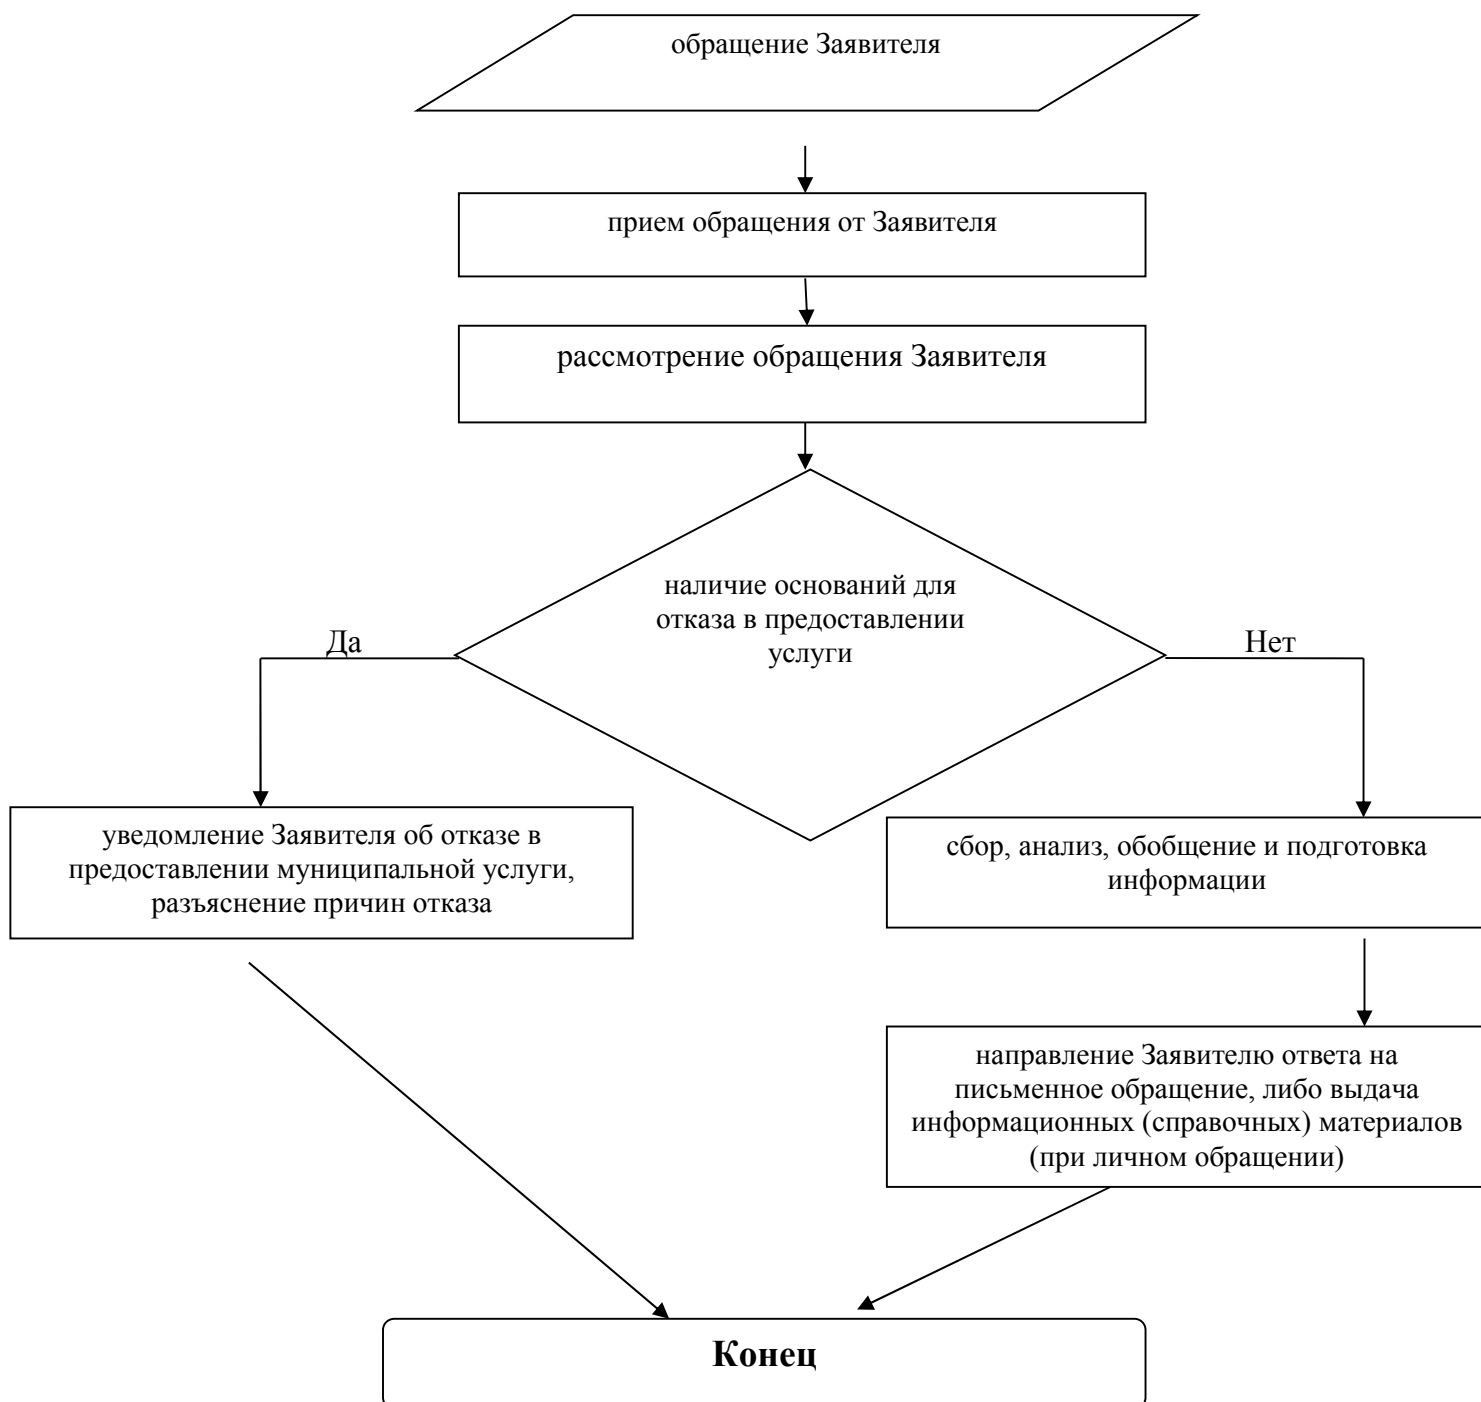 обращение Заявителя
прием обращения от Заявителя
рассмотрение обращения Заявителя
наличие оснований для
отказа в предоставлении
услуги
Да
Нет
уведомление Заявителя об отказе в
предоставлении муниципальной услуги,
разъяснение причин отказа
сбор, анализ, обобщение и подготовка
информации
направление Заявителю ответа на
письменное обращение, либо выдача
информационных (справочных) материалов
(при личном обращении)
Конец